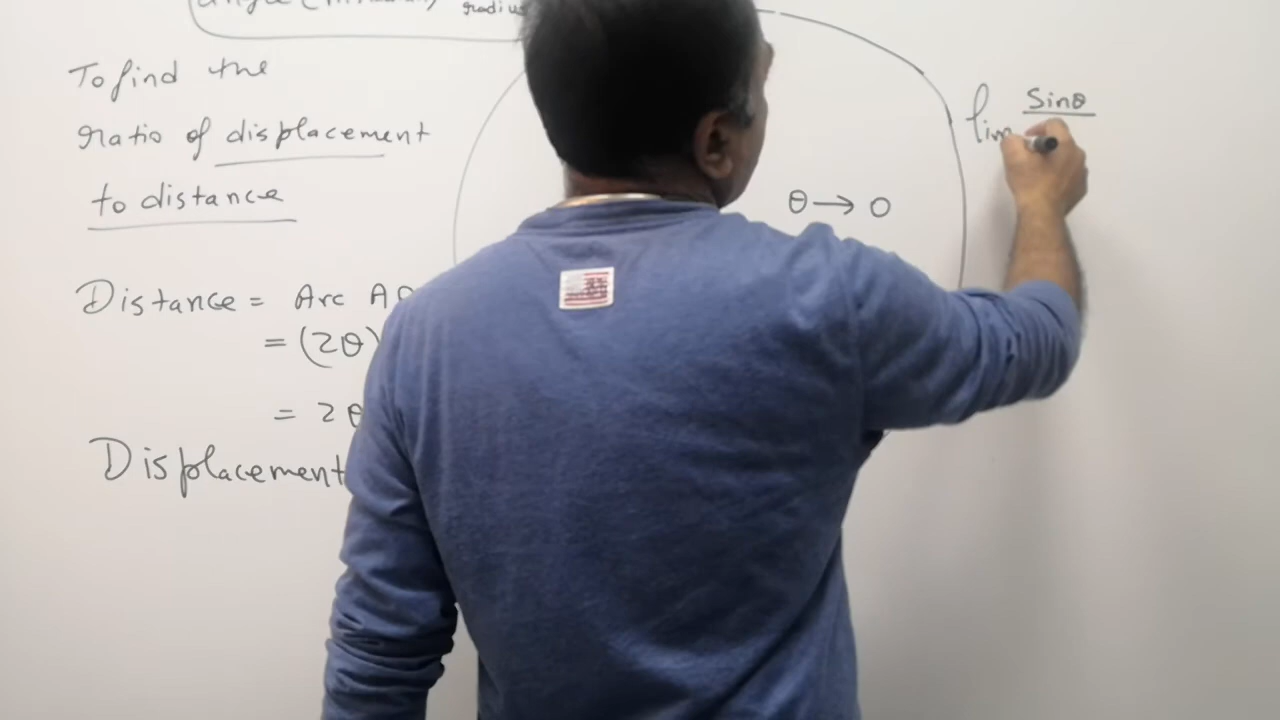 radius
To find the
ratio of displacement
to distance
Distance = Arc
= (2θ)
= 2θ
Displacement
θ → 0
lim sinθ